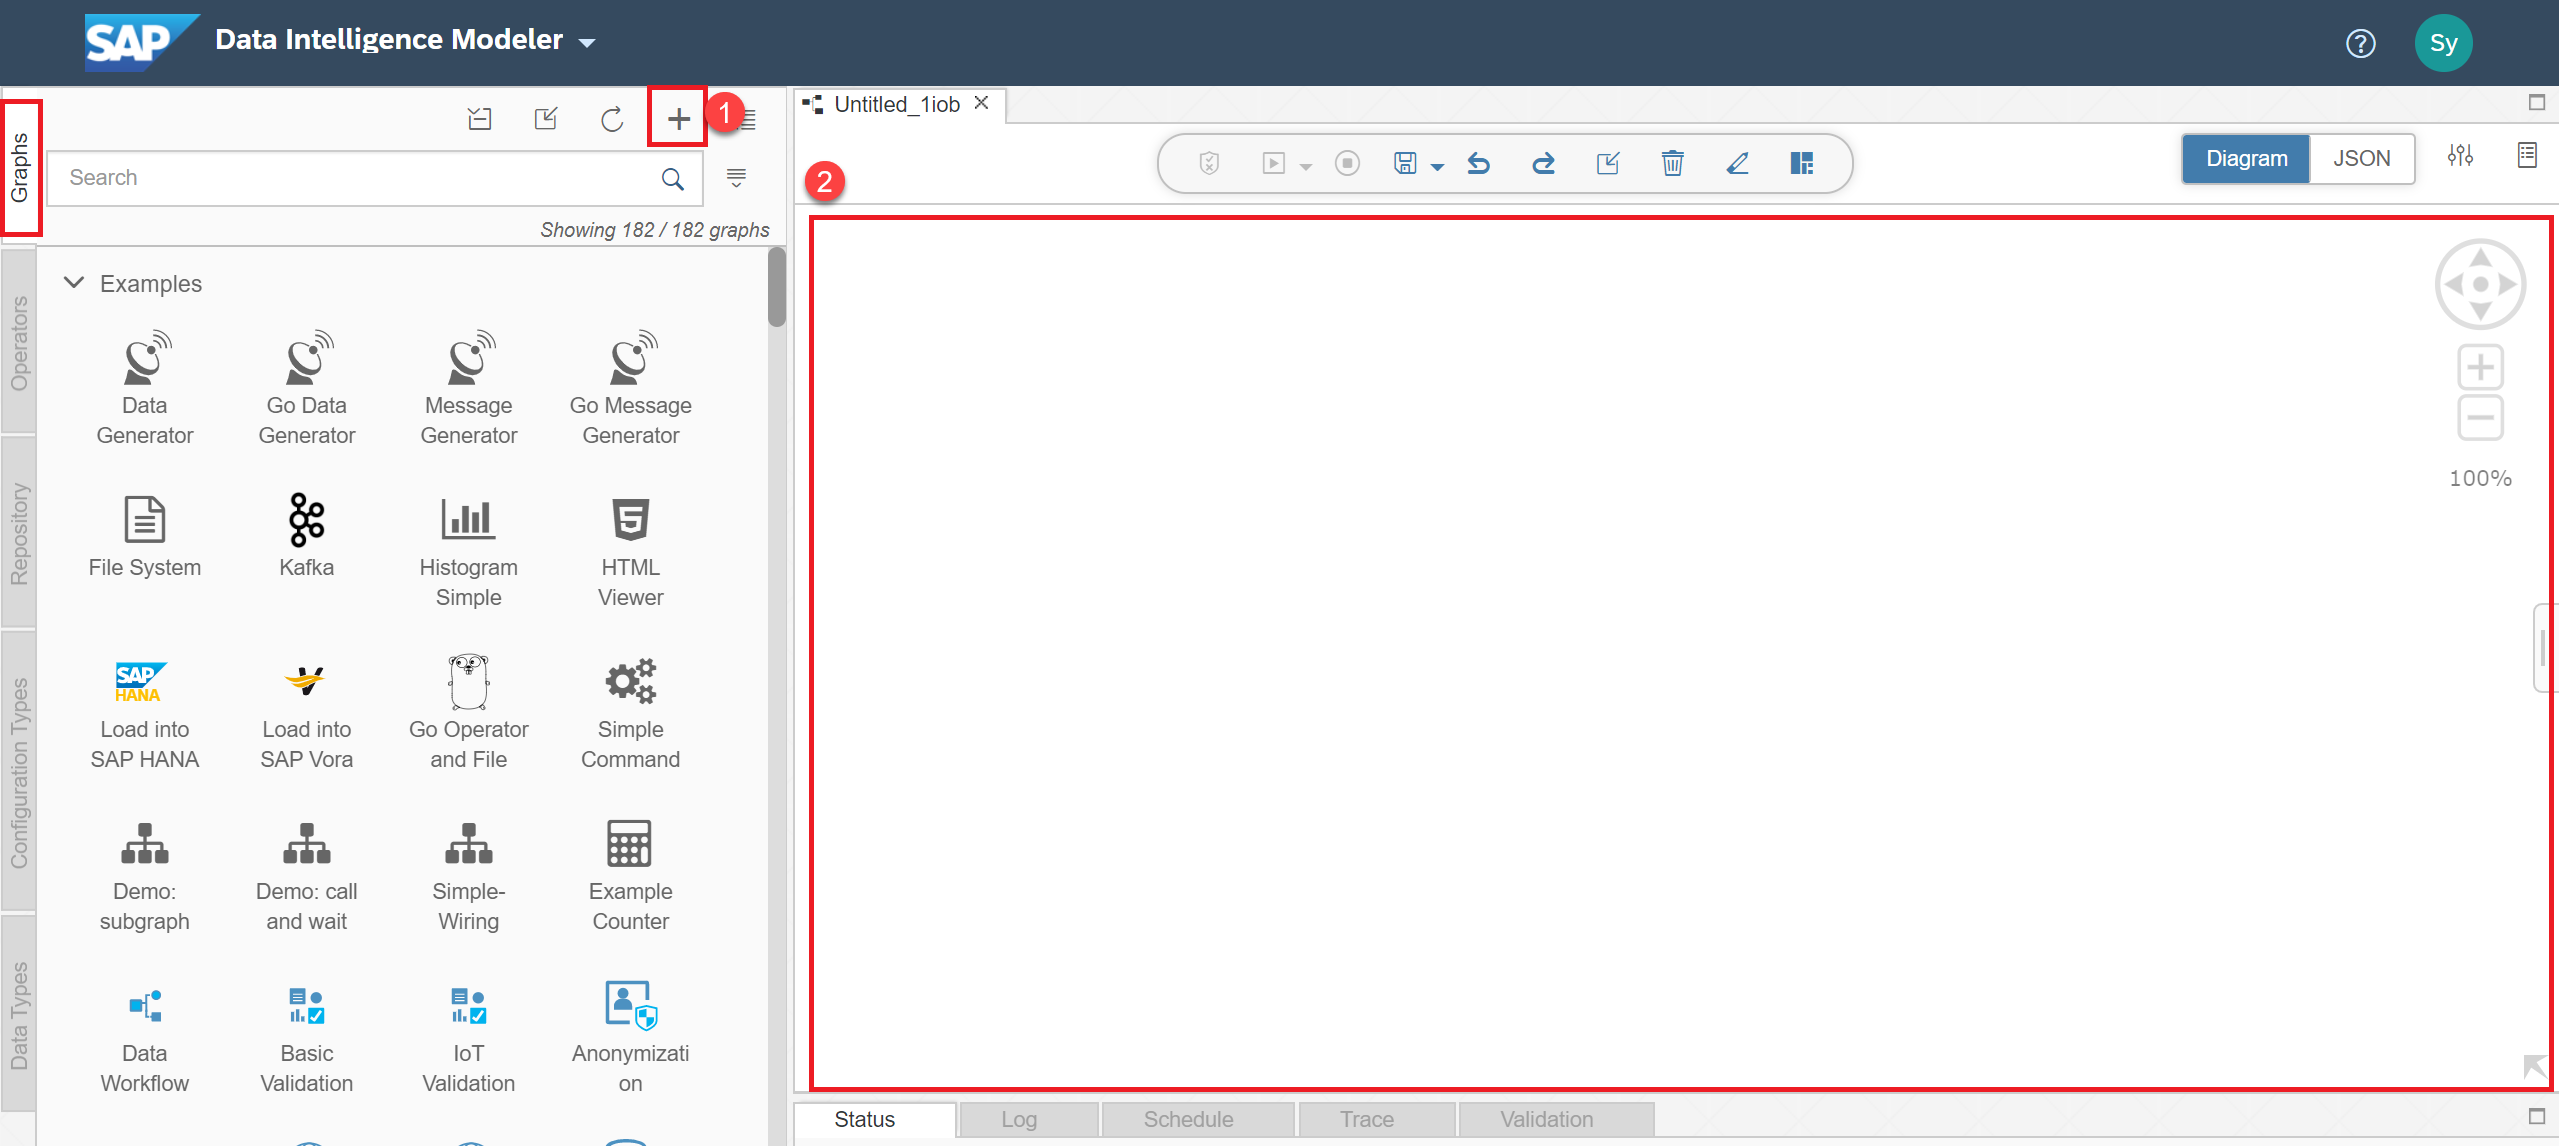 SAP Data Intelligence Modeler
? Sy
Graphs
Operators
Repository
Configuration Types
Data Types
1
Search
Showing 182 / 182 graphs
Examples
Data Generator
Go Data Generator
Message Generator
Go Message Generator
File System
Kafka
Histogram Simple
HTML Viewer
SAP HANA
Load into SAP HANA
Load into SAP Vora
Go Operator and File
Simple Command
Demo: subgraph
Demo: call and wait
Simple-Wiring
Example Counter
Data Workflow
Basic Validation
IoT Validation
Anonymization
Untitled_1iob
2
Diagram JSON
100%
Status Log Schedule Trace Validation